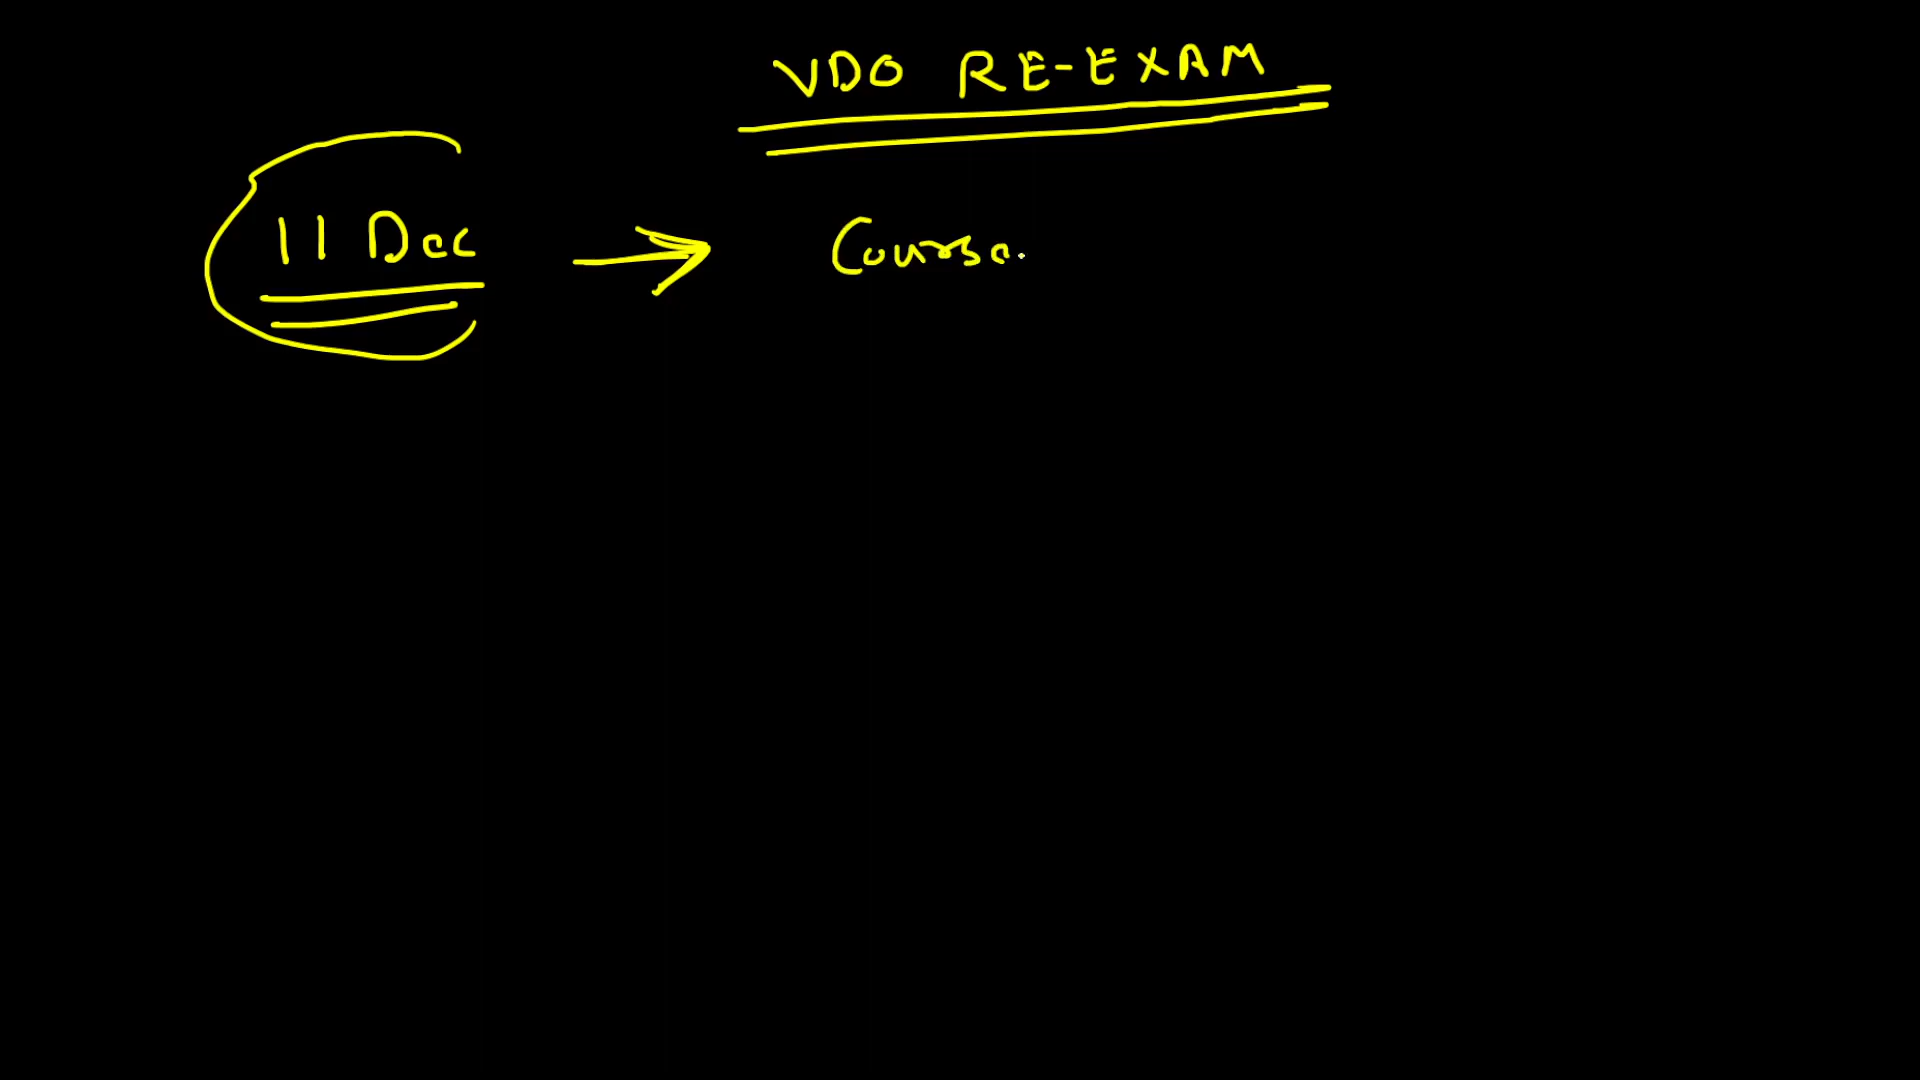 VDO RE-EXAM
11 Dec → Course